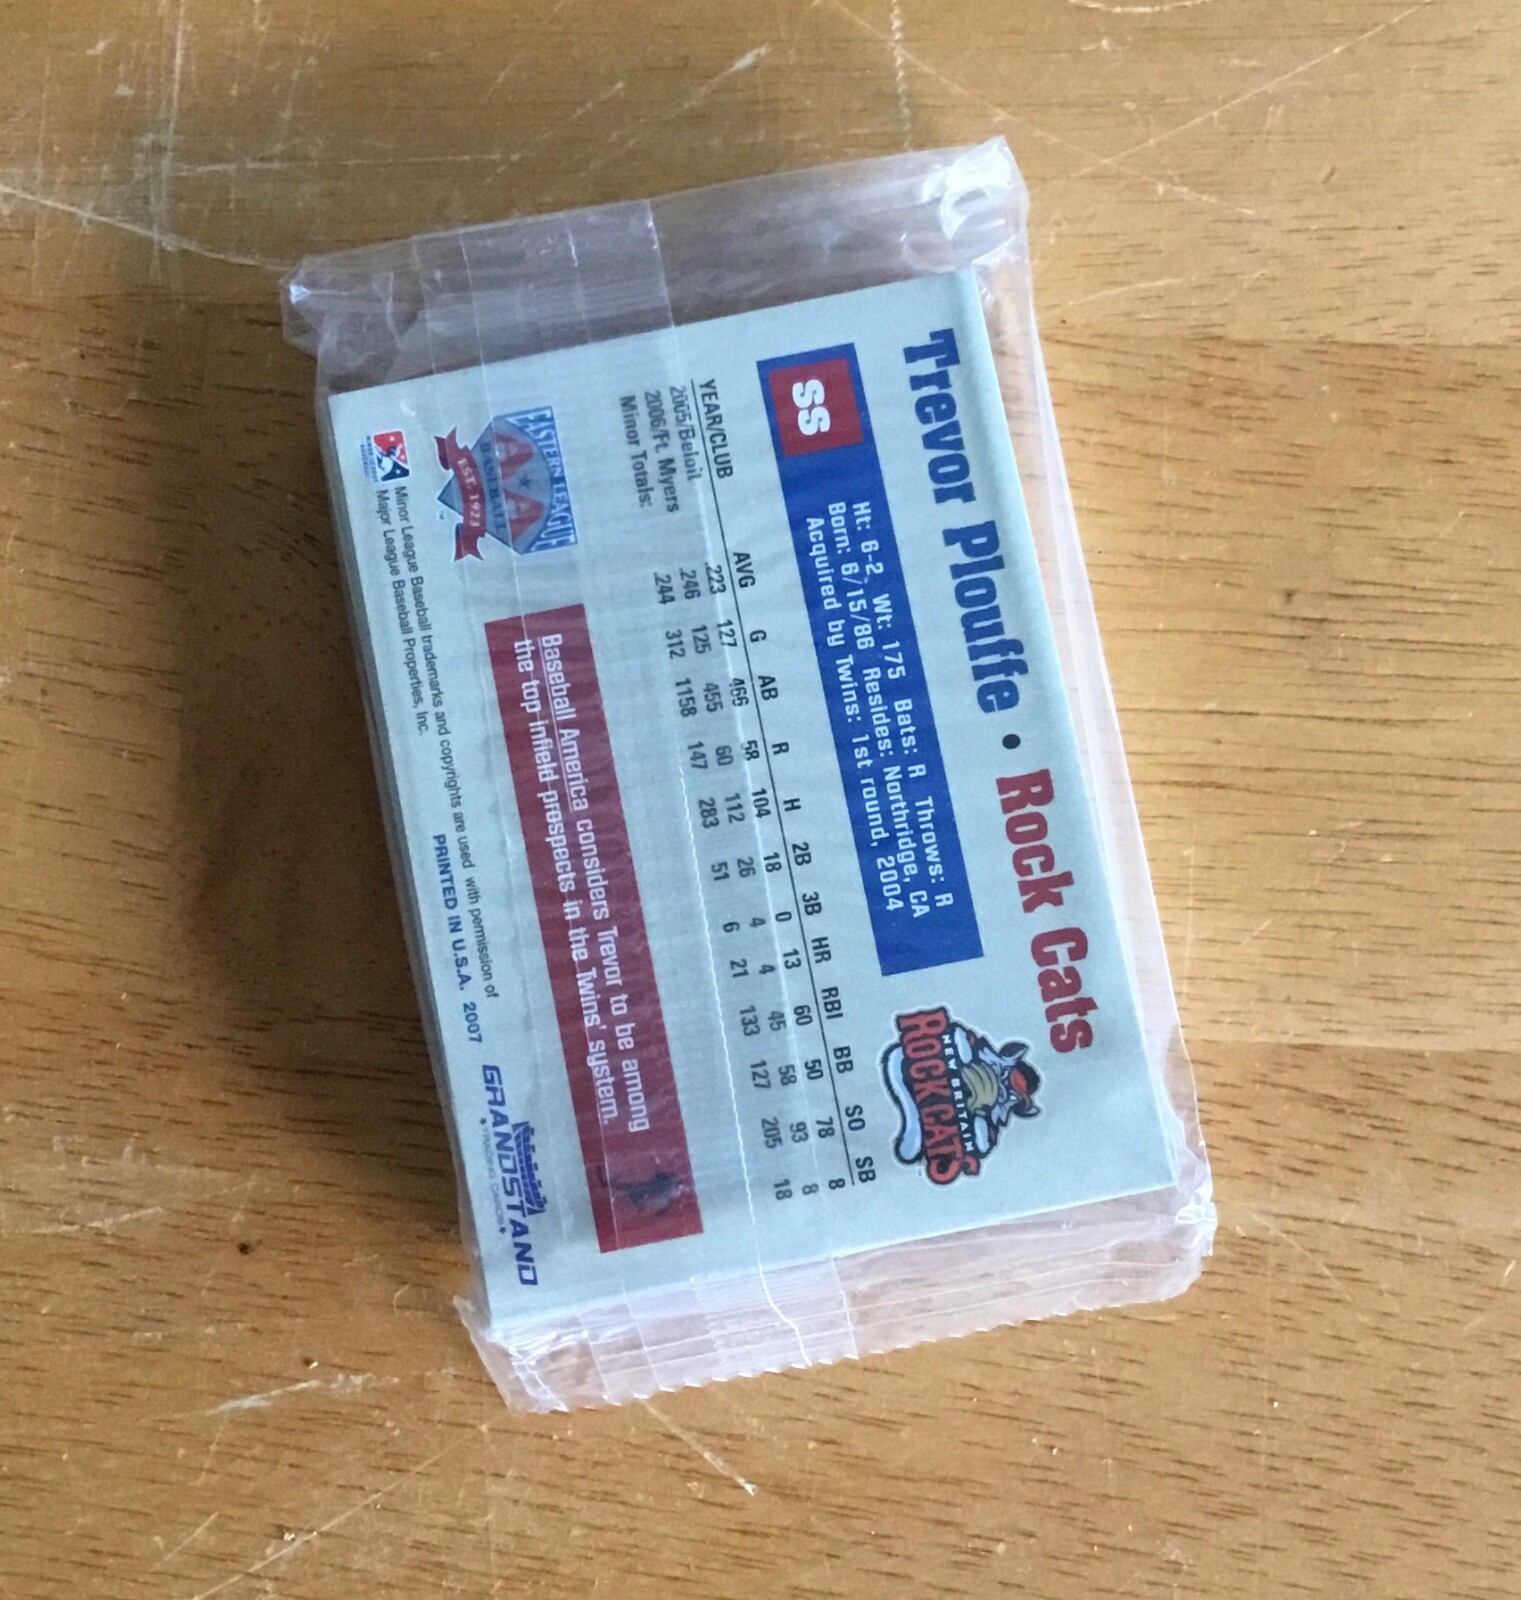 Trevor Plouffe • Rock Cats
SS
Ht: 6-2, Wt: 175 Bats: R Throws: R
Born: 6/15/86 Resides: Northridge, CA
Acquired by Twins: 1st round, 2004
NEW BRITAIN
ROCK CATS
YEAR/CLUB AVG G AB R H 2B 3B HR RBI BB SO SB
2005/Beloit .223 127 466 58 104 18 0 13 60 50 78 8
2006/Ft. Myers .246 125 455 60 112 26 4 4 45 58 93 8
Minor Totals: .244 312 1158 147 283 51 6 21 133 127 205 18
EASTERN LEAGUE
AA
BASEBALL
EST. 1923
Baseball America considers Trevor to be among
the top infield prospects in the Twins' system.
Minor League Baseball trademarks and copyrights are used with permission of
Major League Baseball Properties, Inc.
PRINTED IN U.S.A. 2007
GRANDSTAND
TRADING CARDS